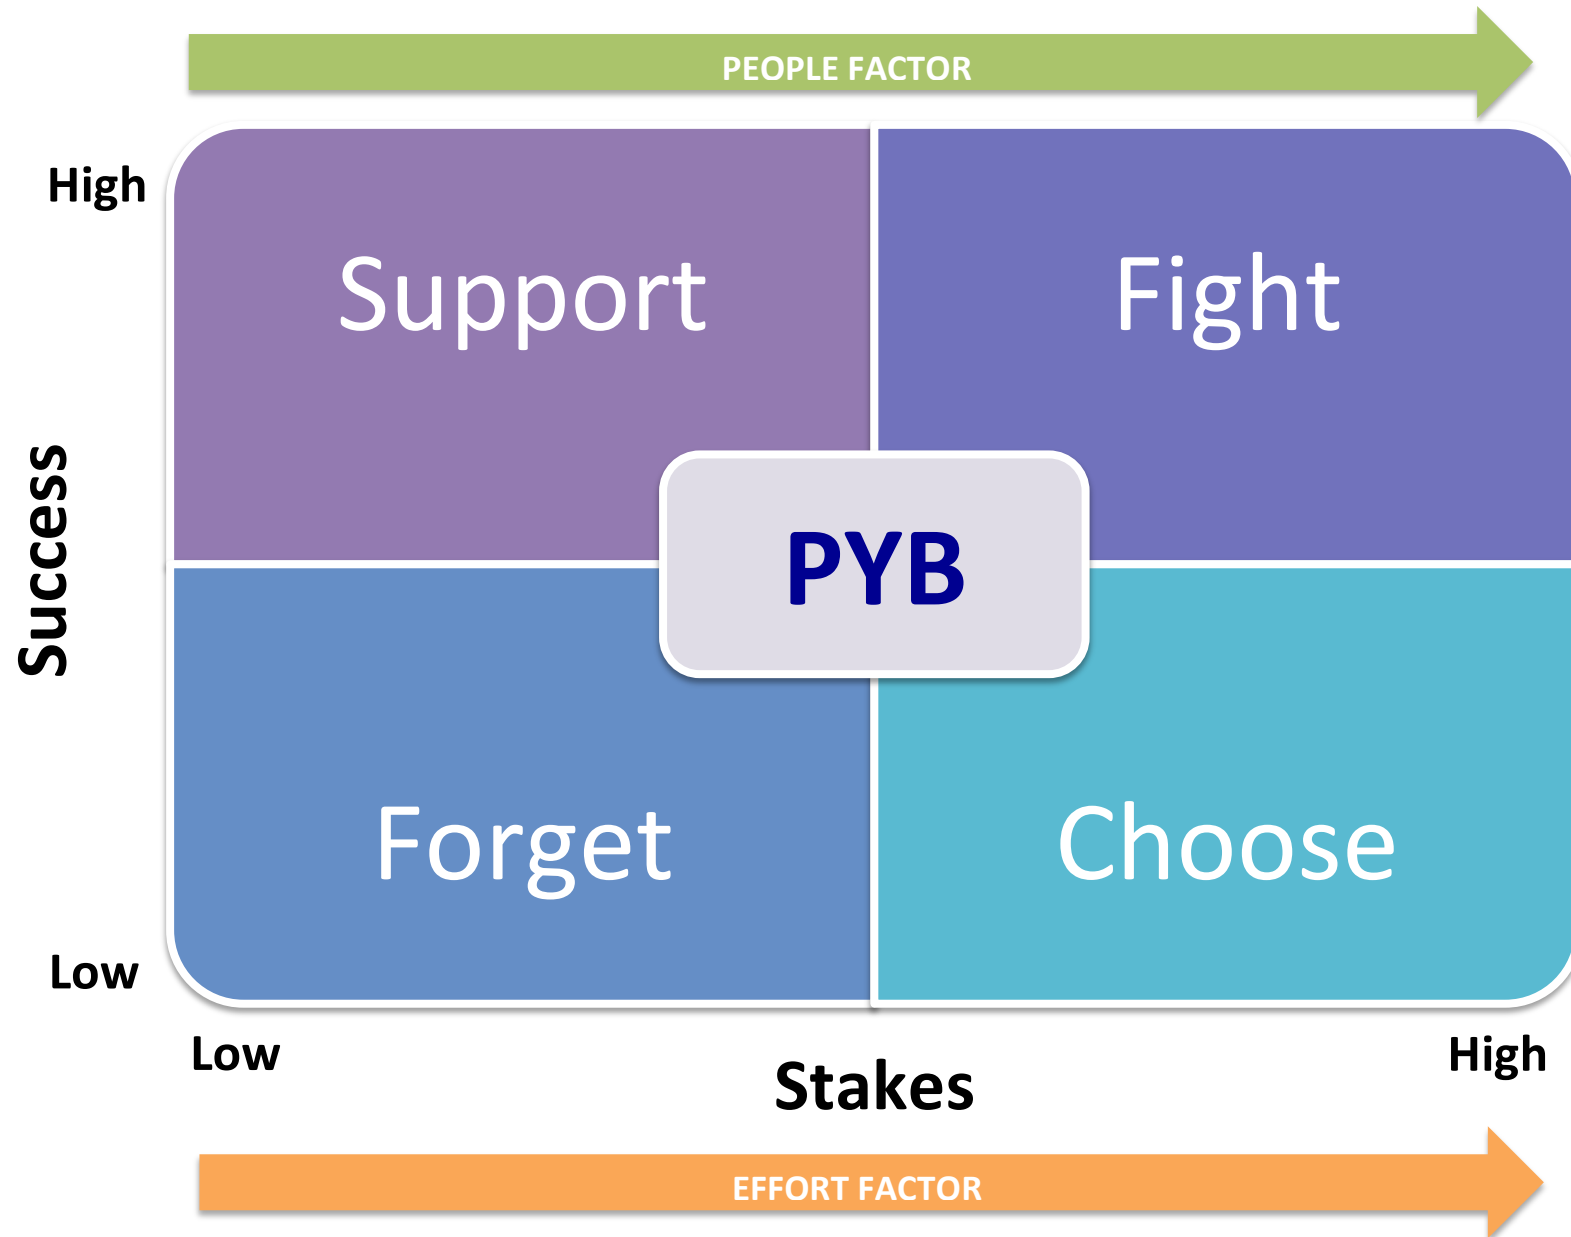 PEOPLE FACTOR
High
Support
Fight
Success
PYB
Forget
Choose
Low
Low
High
Stakes
EFFORT FACTOR